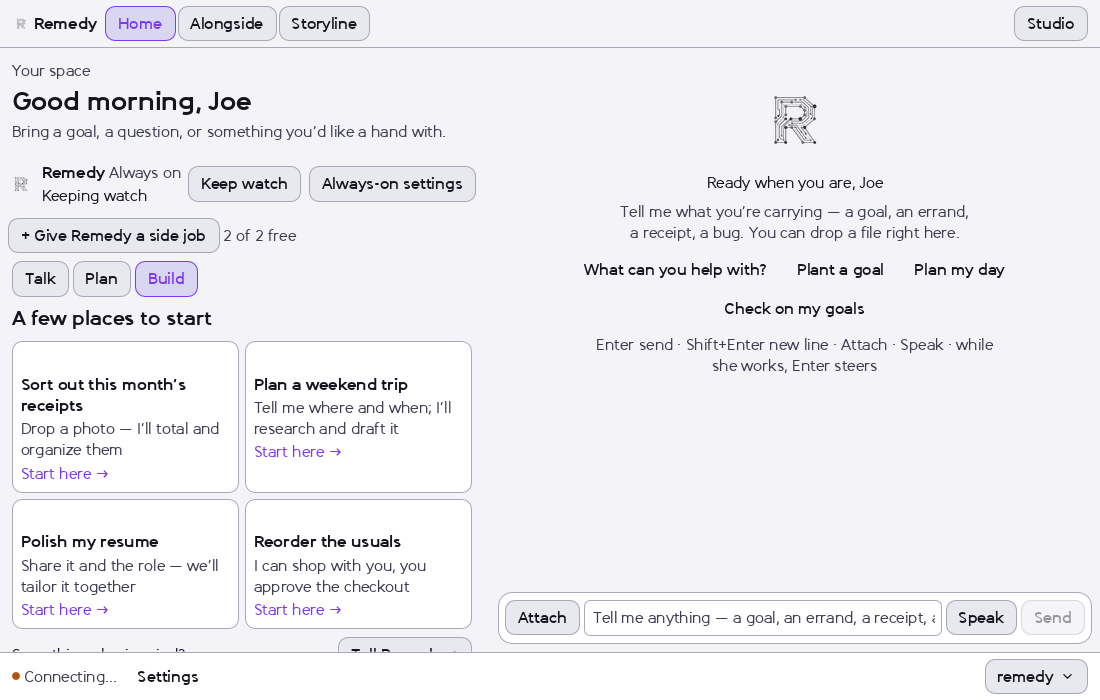 Remedy Home Alongside Storyline Studio
Your space
Good morning, Joe
Bring a goal, a question, or something you'd like a hand with.
Remedy Always on
Keeping watch
Keep watch Always-on settings
+ Give Remedy a side job 2 of 2 free
Talk Plan Build
A few places to start
Sort out this month's
receipts
Drop a photo — I'll total and
organize them
Start here →
Plan a weekend trip
Tell me where and when; I'll
research and draft it
Start here →
Polish my resume
Share it and the role — we'll
tailor it together
Start here →
Reorder the usuals
I can shop with you, you
approve the checkout
Start here →
R
Ready when you are, Joe
Tell me what you're carrying — a goal, an errand,
a receipt, a bug. You can drop a file right here.
What can you help with? Plant a goal Plan my day
Check on my goals
Enter send · Shift+Enter new line · Attach · Speak · while
she works, Enter steers
Attach Tell me anything — a goal, an errand, a receipt, Speak Send
Connecting... Settings remedy